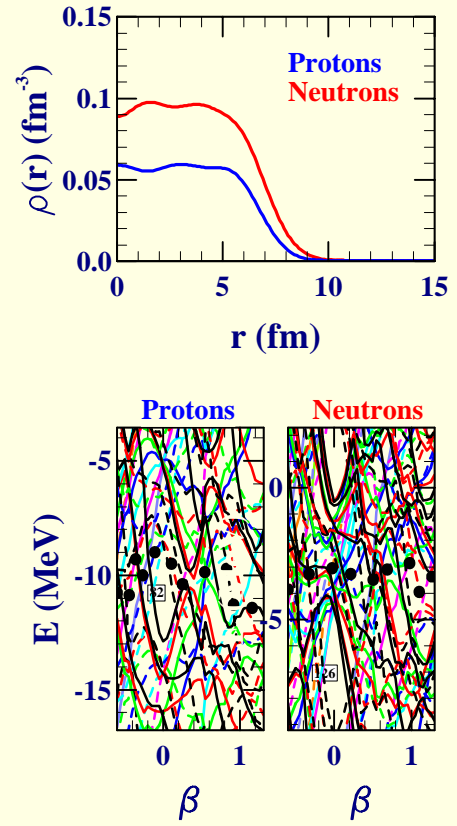 ρ(r) (fm⁻³)
0.15
0.1
0.05
0.0
Protons
Neutrons
0 5 10 15
r (fm)
Protons Neutrons
E (MeV)
-5
-10
-15
82
0
-5
126
0 1 0 1
β β